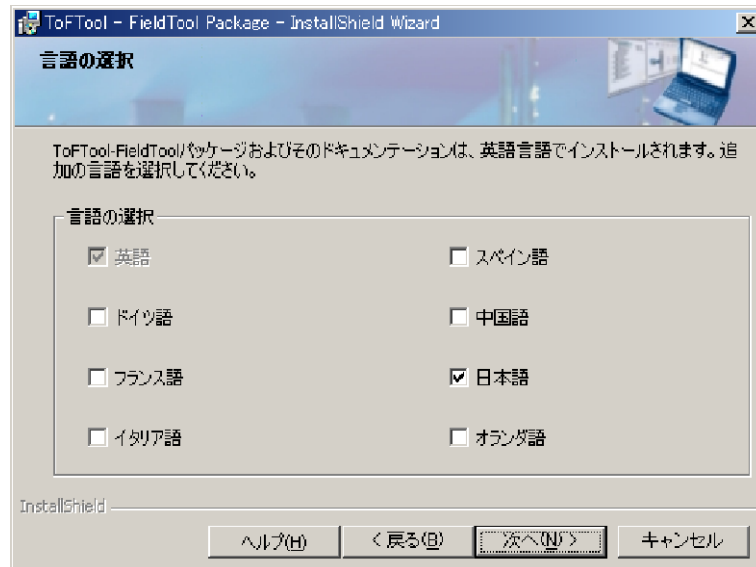 ToFTool - FieldTool Package - InstallShield Wizard
言語の選択
ToFTool-FieldToolパッケージおよびそのドキュメンテーションは、英語言語でインストールされます。追
加の言語を選択してください。
言語の選択
英語
スペイン語
ドイツ語
中国語
フランス語
日本語
イタリア語
オランダ語
InstallShield
ヘルプ(H)
< 戻る(B)
次へ(N) >
キャンセル